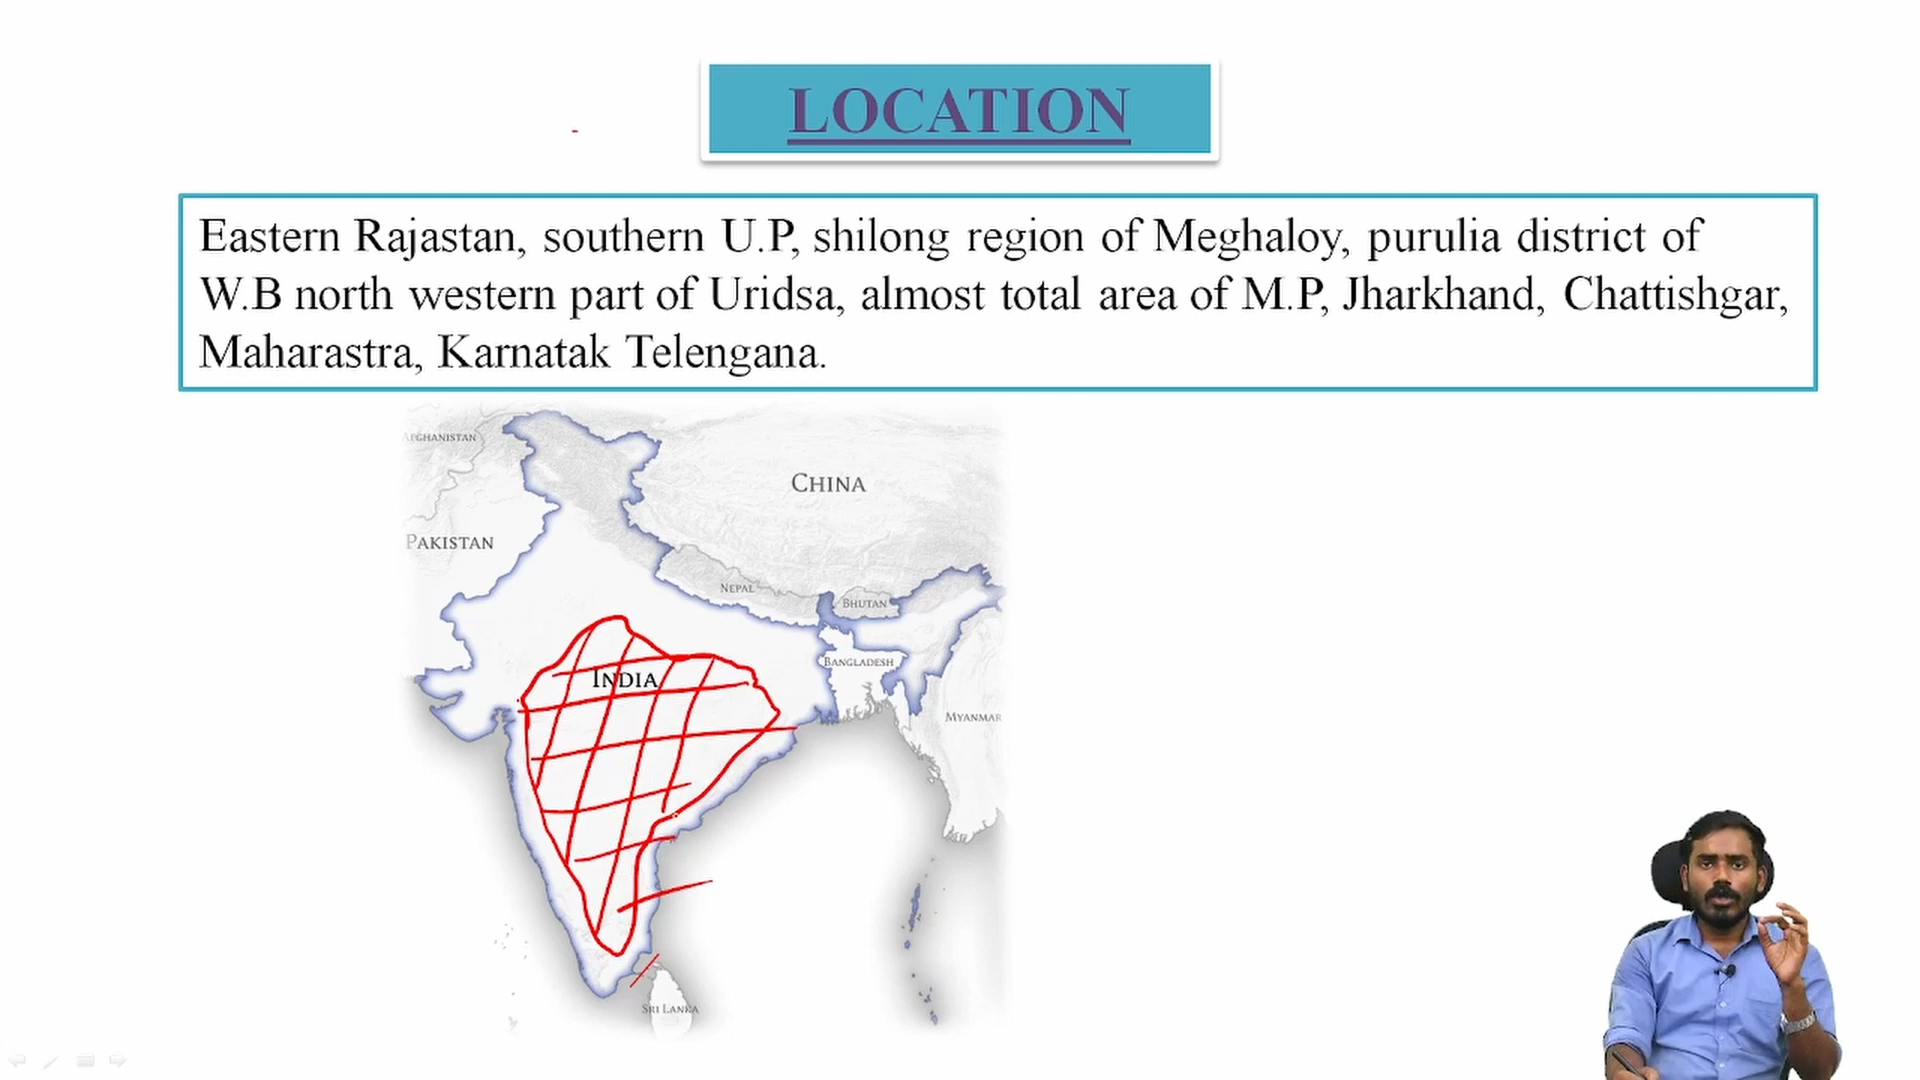 LOCATION
Eastern Rajastan, southern U.P, shilong region of Meghaloy, purulia district of
W.B north western part of Uridsa, almost total area of M.P, Jharkhand, Chattishgar,
Maharastra, Karnatak Telengana.
AFGHANISTAN
CHINA
PAKISTAN
NEPAL
BHUTAN
BANGLADESH
INDIA
MYANMAR
SRI LANKA